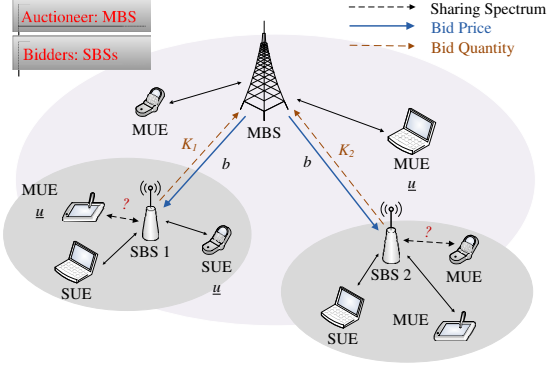 Auctioneer: MBS
Bidders: SBSs
Sharing Spectrum
Bid Price
Bid Quantity
MUE
MBS
MUE
u
K1
b
b
K2
MUE
u
?
SBS 1
SUE
SUE
u
?
SBS 2
MUE
SUE
MUE